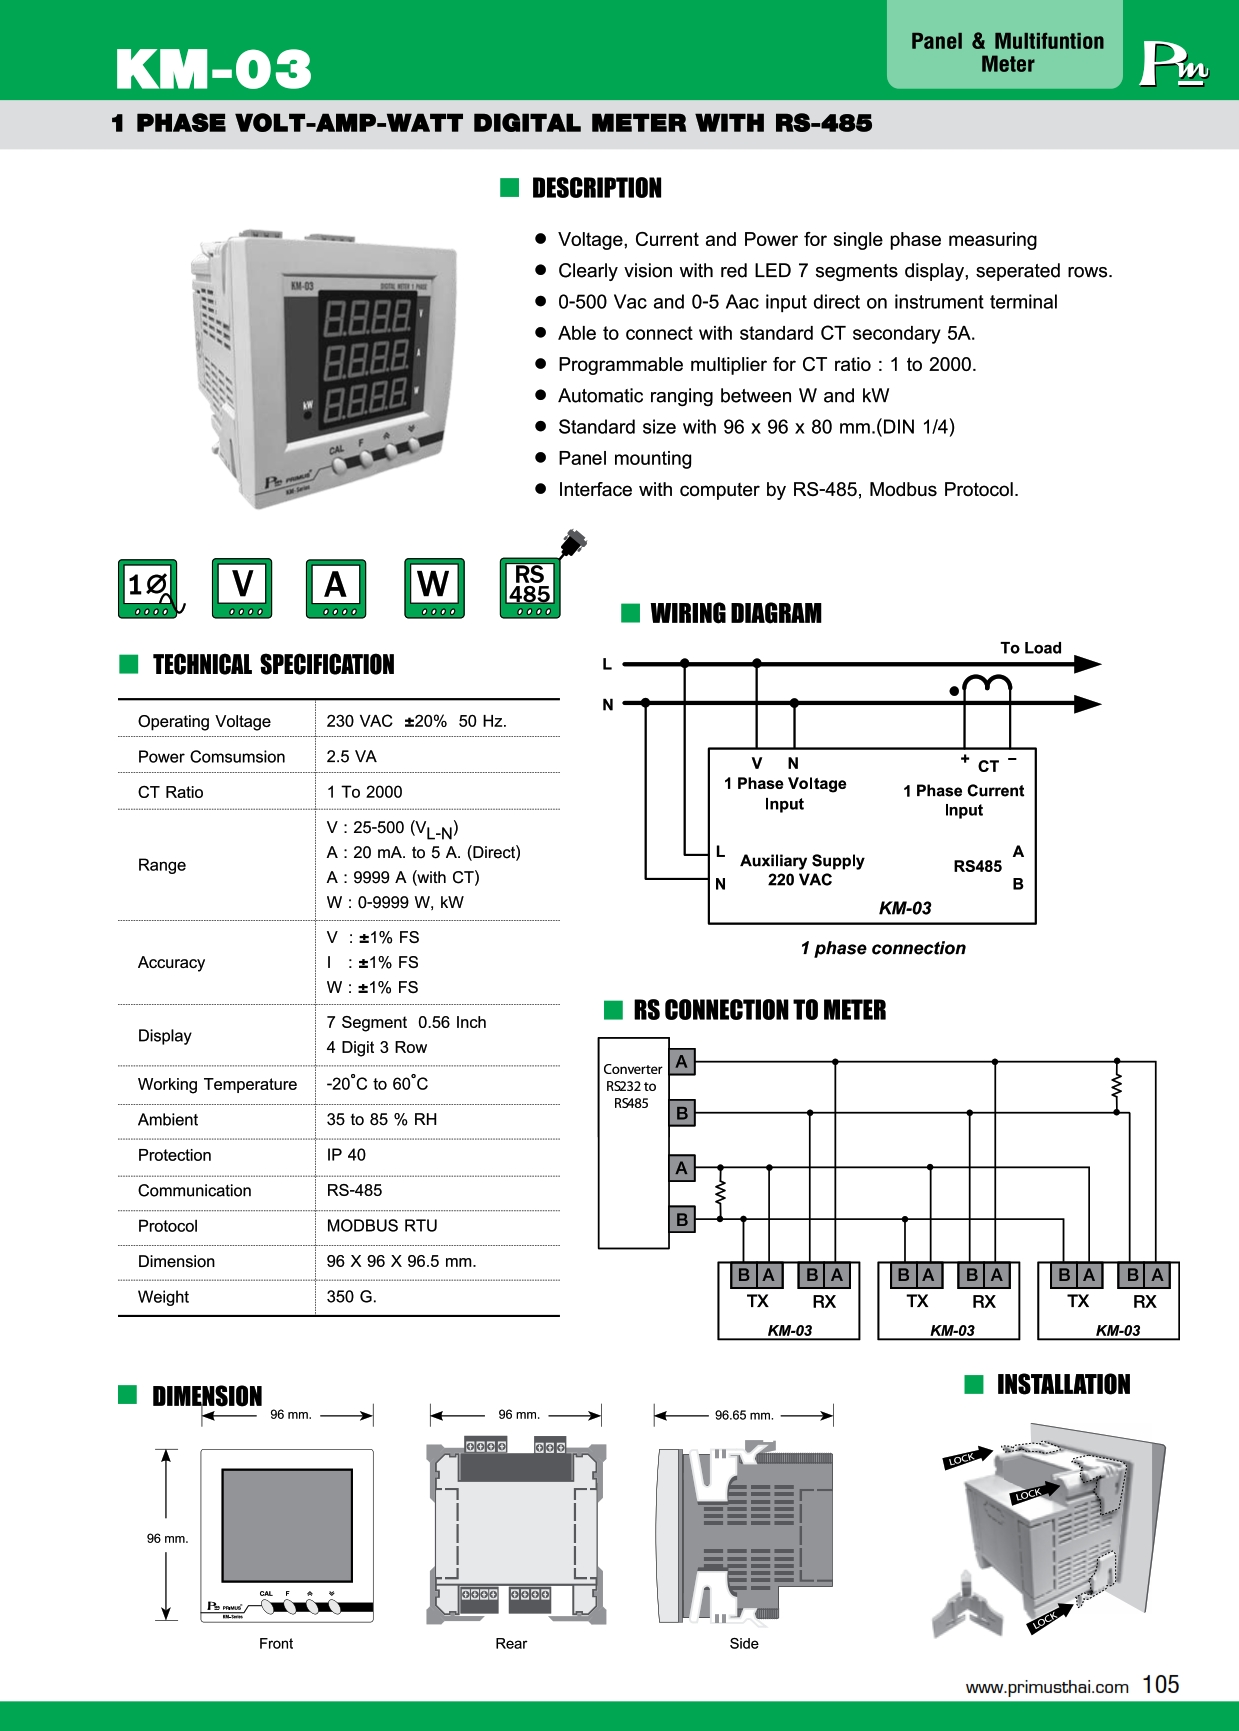 Panel & Multifuntion
Meter
Pm
KM-03
1 PHASE VOLT-AMP-WATT DIGITAL METER WITH RS-485
DESCRIPTION
● Voltage, Current and Power for single phase measuring
● Clearly vision with red LED 7 segments display, seperated rows.
● 0-500 Vac and 0-5 Aac input direct on instrument terminal
● Able to connect with standard CT secondary 5A.
● Programmable multiplier for CT ratio : 1 to 2000.
● Automatic ranging between W and kW
● Standard size with 96 x 96 x 80 mm.(DIN 1/4)
● Panel mounting
● Interface with computer by RS-485, Modbus Protocol.
KM-03 DIGITAL METER 1 PHASE
8.8.8.8. V
8.8.8.8. A
8.8.8.8. W
kW
CAL F
Pm PRIMUS
KM-Series
1Ø V A W RS 485
TECHNICAL SPECIFICATION
Operating Voltage 230 VAC ±20% 50 Hz.
Power Comsumsion 2.5 VA
CT Ratio 1 To 2000
Range
V : 25-500 (VL-N)
A : 20 mA. to 5 A. (Direct)
A : 9999 A (with CT)
W : 0-9999 W, kW
Accuracy
V : ±1% FS
I : ±1% FS
W : ±1% FS
Display
7 Segment 0.56 Inch
4 Digit 3 Row
Working Temperature -20°C to 60°C
Ambient 35 to 85 % RH
Protection IP 40
Communication RS-485
Protocol MODBUS RTU
Dimension 96 X 96 X 96.5 mm.
Weight 350 G.
WIRING DIAGRAM
To Load
L
N
V N + CT −
1 Phase Voltage
Input
1 Phase Current
Input
L
N
Auxiliary Supply
220 VAC
RS485
A
B
KM-03
1 phase connection
RS CONNECTION TO METER
Converter
RS232 to
RS485
A
B
A
B
B A B A B A B A B A B A
TX RX TX RX TX RX
KM-03 KM-03 KM-03
DIMENSION
96 mm. 96 mm. 96.65 mm.
96 mm.
CAL F
Pm PRIMUS
KM-Series
Front Rear Side
INSTALLATION
LOCK
LOCK
LOCK
www.primusthai.com 105